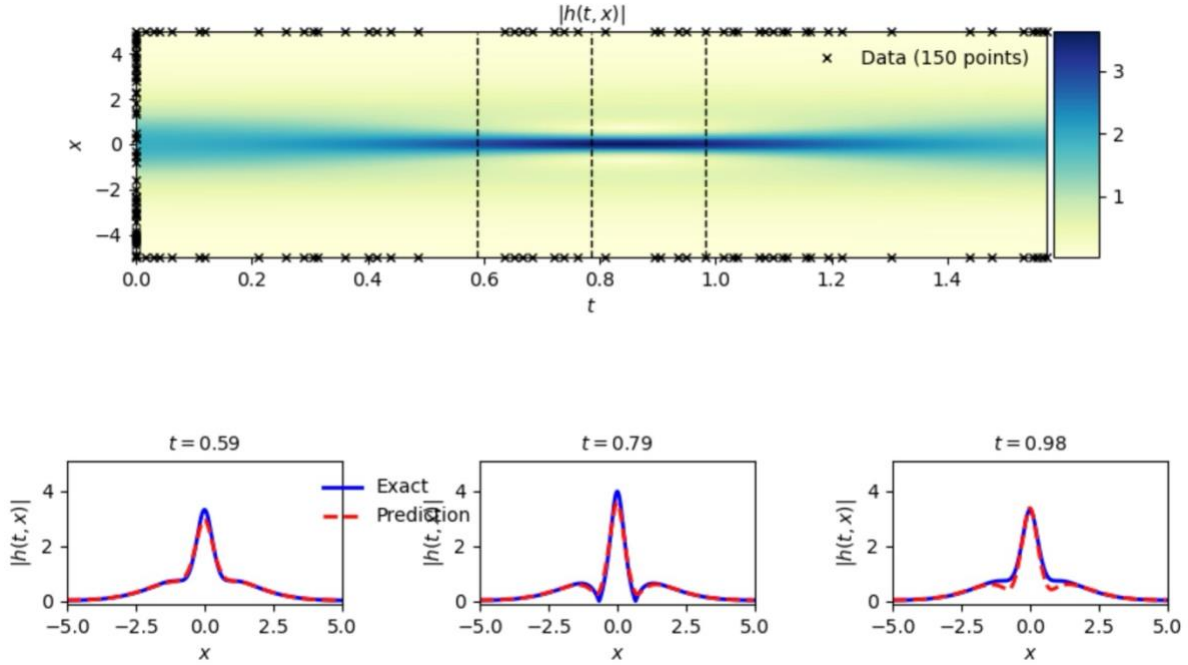 |h(t, x)|
4
2
0
−2
−4
x
0.0 0.2 0.4 0.6 0.8 1.0 1.2 1.4
t
Data (150 points)
3
2
1
t = 0.59
4
2
0
|h(t, x)|
−5.0 −2.5 0.0 2.5 5.0
x
Exact
Prediction
t = 0.79
4
2
0
|h(t, x)|
−5.0 −2.5 0.0 2.5 5.0
x
t = 0.98
4
2
0
|h(t, x)|
−5.0 −2.5 0.0 2.5 5.0
x